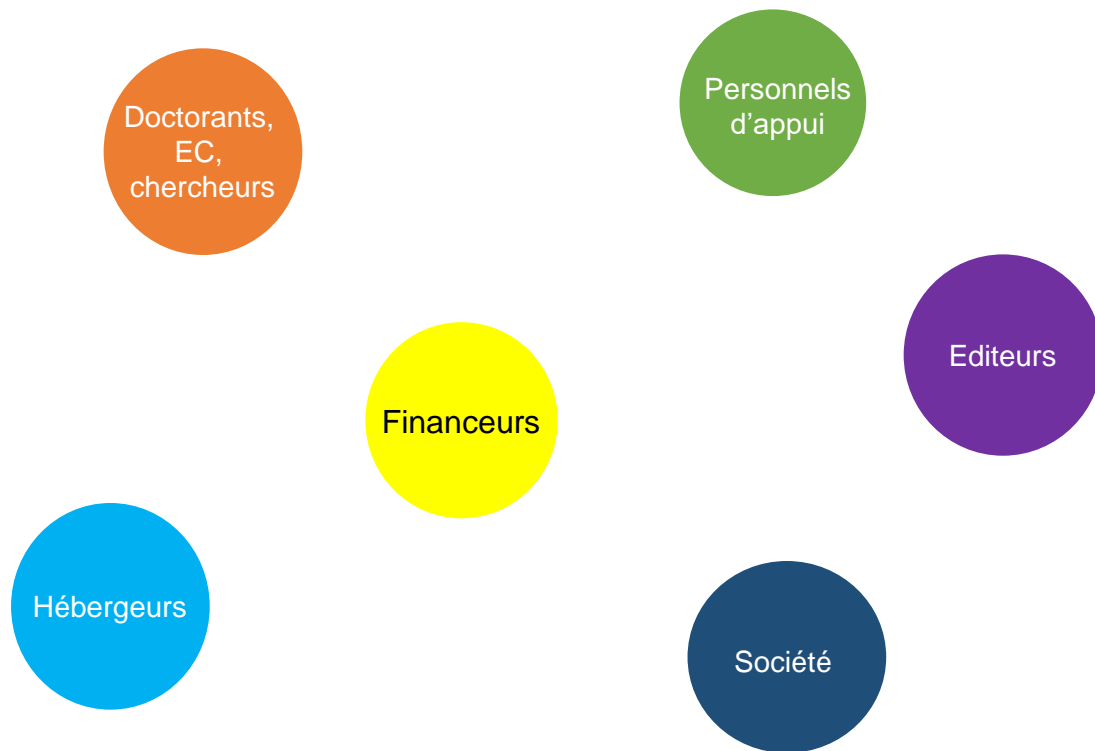 Doctorants,
EC,
chercheurs
Personnels
d’appui
Editeurs
Financeurs
Hébergeurs
Société